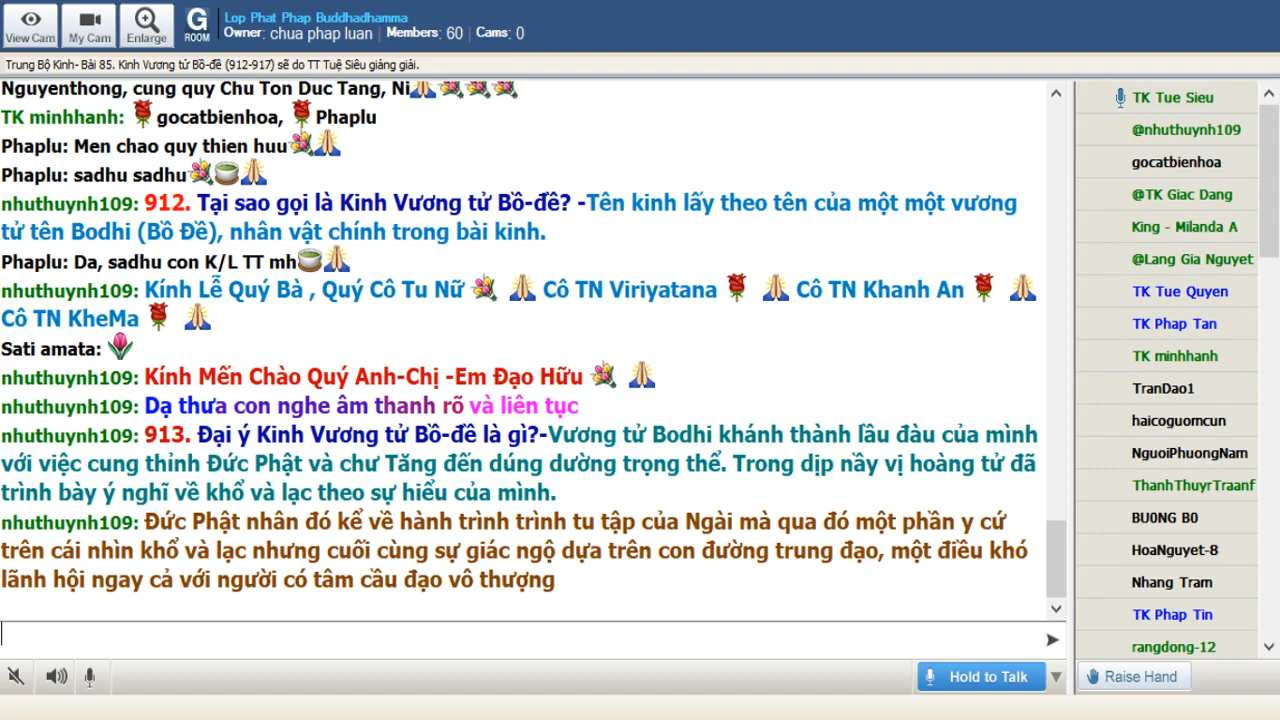 View Cam
My Cam
Enlarge
G
ROOM
Lop Phat Phap Buddhadhamma
Owner: chua phap luan | Members: 60 | Cams: 0
Trung Bộ Kinh- Bài 85. Kinh Vương tử Bồ-đề (912-917) sẽ do TT Tuệ Siêu giảng giải.
Nguyenthong, cung quy Chu Ton Duc Tang, Ni
TK minhhanh: gocatbienhoa, Phaplu
Phaplu: Men chao quy thien huu
Phaplu: sadhu sadhu
nhuthuynh109: 912. Tại sao gọi là Kinh Vương tử Bồ-đề? -Tên kinh lấy theo tên của một một vương
tử tên Bodhi (Bồ Đề), nhân vật chính trong bài kinh.
Phaplu: Da, sadhu con K/L TT mh
nhuthuynh109: Kính Lễ Quý Bà , Quý Cô Tu Nữ Cô TN Viriyatana Cô TN Khanh An
Cô TN KheMa
Sati amata:
nhuthuynh109: Kính Mến Chào Quý Anh-Chị -Em Đạo Hữu
nhuthuynh109: Dạ thưa con nghe âm thanh rõ và liên tục
nhuthuynh109: 913. Đại ý Kinh Vương tử Bồ-đề là gì?-Vương tử Bodhi khánh thành lầu đàu của mình
với việc cung thỉnh Đức Phật và chư Tăng đến dúng dường trọng thể. Trong dịp nầy vị hoàng tử đã
trình bày ý nghĩ về khổ và lạc theo sự hiểu của mình.
nhuthuynh109: Đức Phật nhân đó kể về hành trình trình tu tập của Ngài mà qua đó một phần y cứ
trên cái nhìn khổ và lạc nhưng cuối cùng sự giác ngộ dựa trên con đường trung đạo, một điều khó
lãnh hội ngay cả với người có tâm cầu đạo vô thượng
TK Tue Sieu
@nhuthuynh109
gocatbienhoa
@TK Giac Dang
King - Milanda A
@Lang Gia Nguyet
TK Tue Quyen
TK Phap Tan
TK minhhanh
TranDao1
haicoguomcun
NguoiPhuongNam
ThanhThuyrTraanf
BU0NG B0
HoaNguyet-8
Nhang Tram
TK Phap Tin
rangdong-12
Hold to Talk
Raise Hand